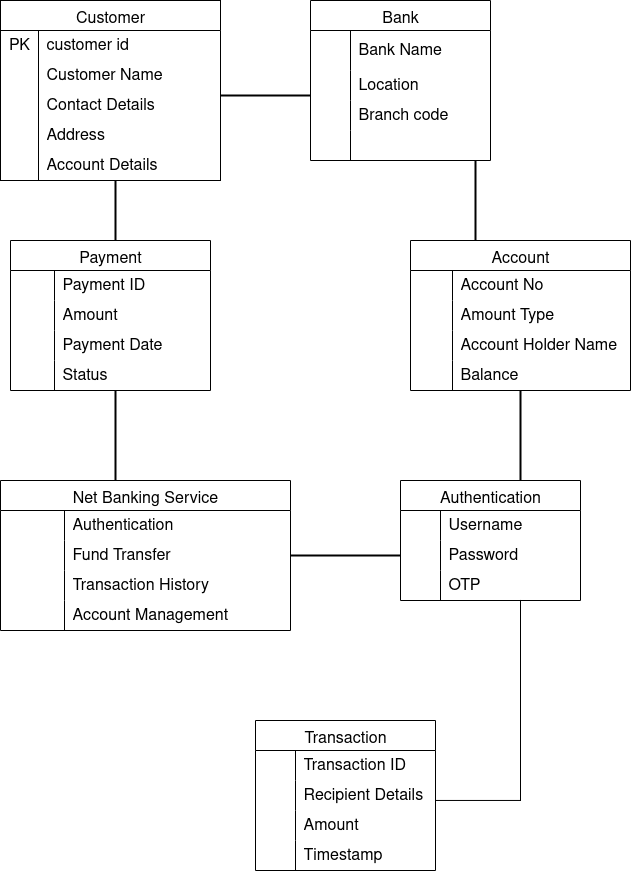 Customer
PK customer id
Customer Name
Contact Details
Address
Account Details
Bank
Bank Name
Location
Branch code
Payment
Payment ID
Amount
Payment Date
Status
Account
Account No
Amount Type
Account Holder Name
Balance
Net Banking Service
Authentication
Fund Transfer
Transaction History
Account Management
Authentication
Username
Password
OTP
Transaction
Transaction ID
Recipient Details
Amount
Timestamp